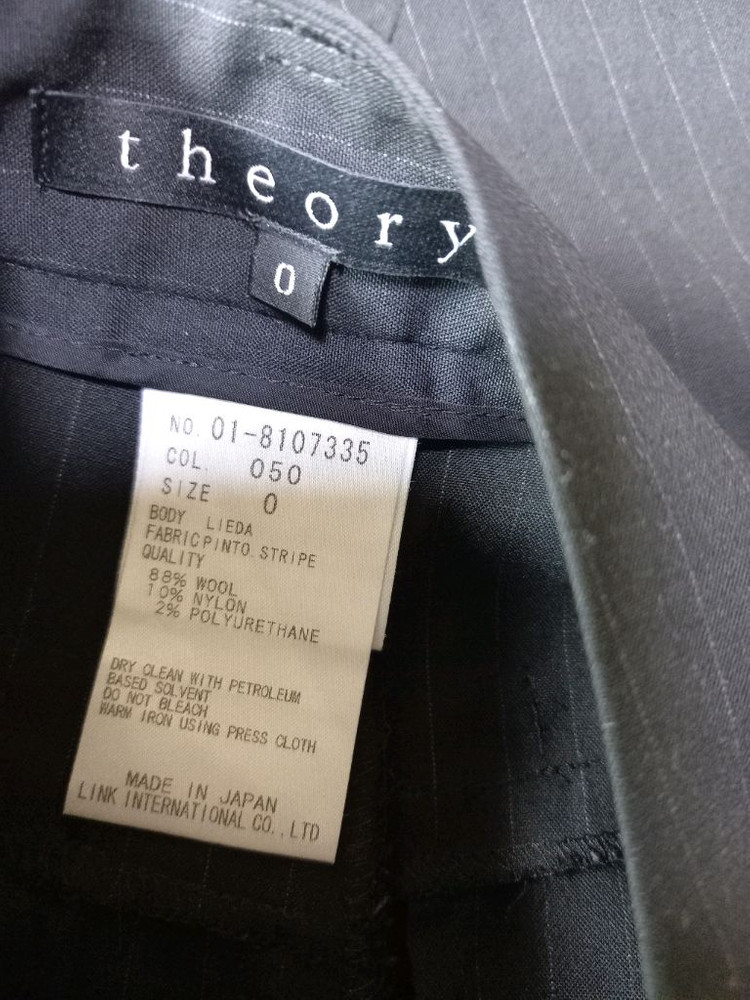 theory
0
NO. 01-8107335
COL. 050
SIZE 0
BODY LIEDA
FABRIC PINTO STRIPE
QUALITY
88% WOOL
10% NYLON
2% POLYURETHANE
DRY CLEAN WITH PETROLEUM
BASED SOLVENT
DO NOT BLEACH
WARM IRON USING PRESS CLOTH
MADE IN JAPAN
LINK INTERNATIONAL CO., LTD